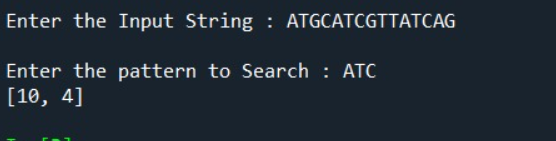 Enter the Input String : ATGCATCGTTATCAG
Enter the pattern to Search : ATC
[10, 4]